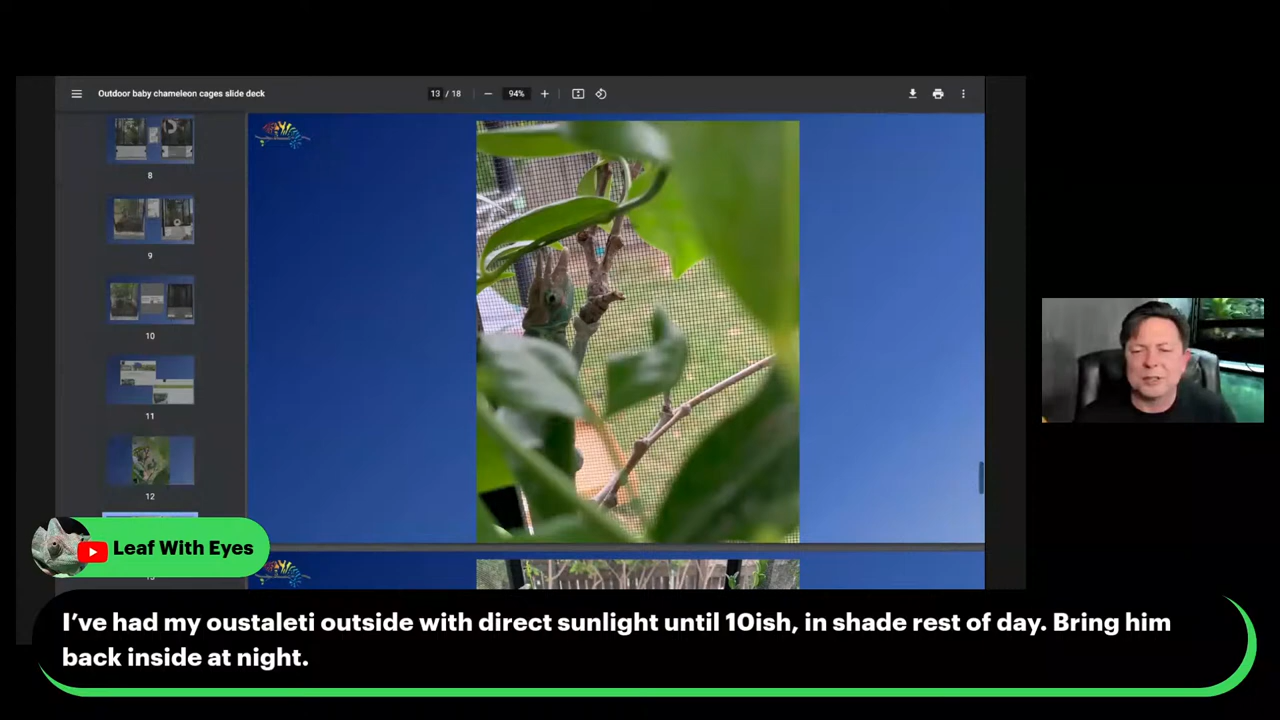 Outdoor baby chameleon cages slide deck
13 / 18
94%
8
9
10
11
12
Leaf With Eyes
I've had my oustaleti outside with direct sunlight until 10ish, in shade rest of day. Bring him
back inside at night.